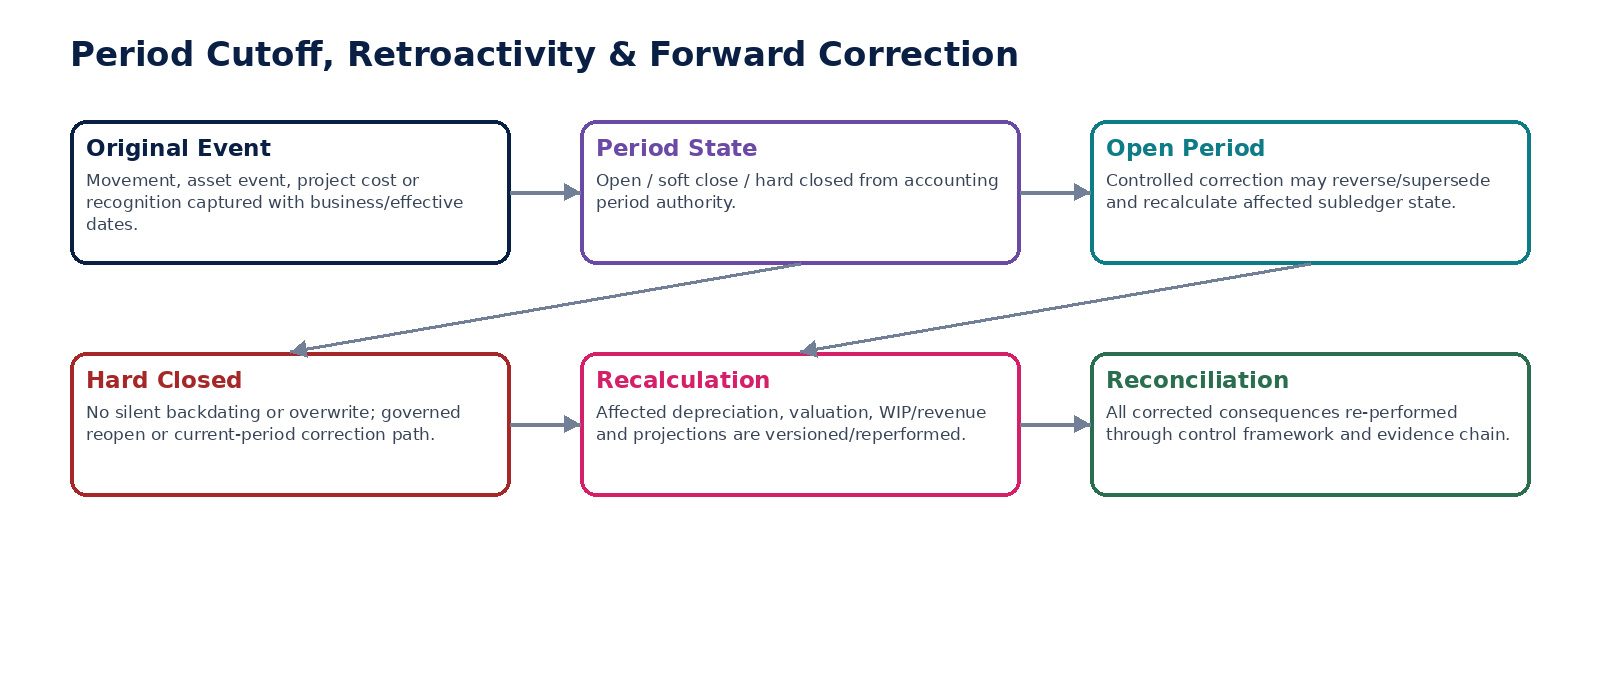 Period Cutoff, Retroactivity & Forward Correction
Original Event
Movement, asset event, project cost or
recognition captured with business/effective
dates.
Period State
Open / soft close / hard closed from accounting
period authority.
Open Period
Controlled correction may reverse/supersede
and recalculate affected subledger state.
Hard Closed
No silent backdating or overwrite; governed
reopen or current-period correction path.
Recalculation
Affected depreciation, valuation, WIP/revenue
and projections are versioned/reperformed.
Reconciliation
All corrected consequences re-performed
through control framework and evidence chain.